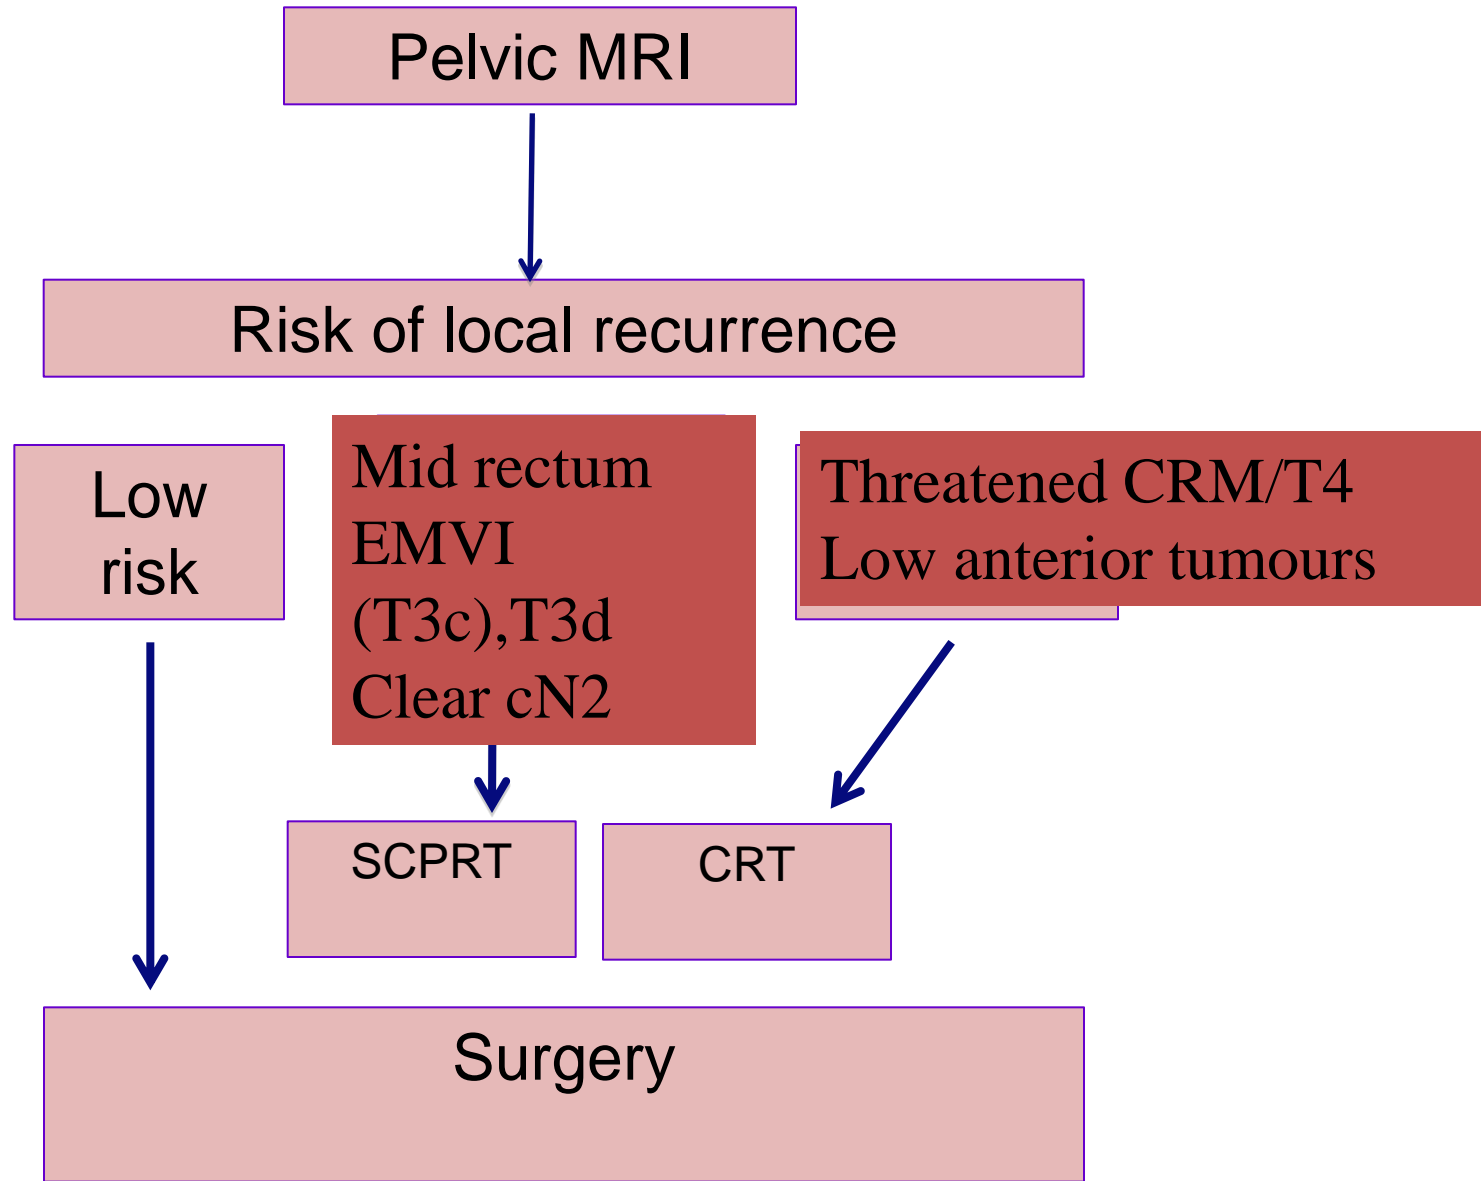 Pelvic MRI
Risk of local recurrence
Low
risk
Mid rectum
EMVI
(T3c),T3d
Clear cN2
Threatened CRM/T4
Low anterior tumours
SCPRT
CRT
Surgery